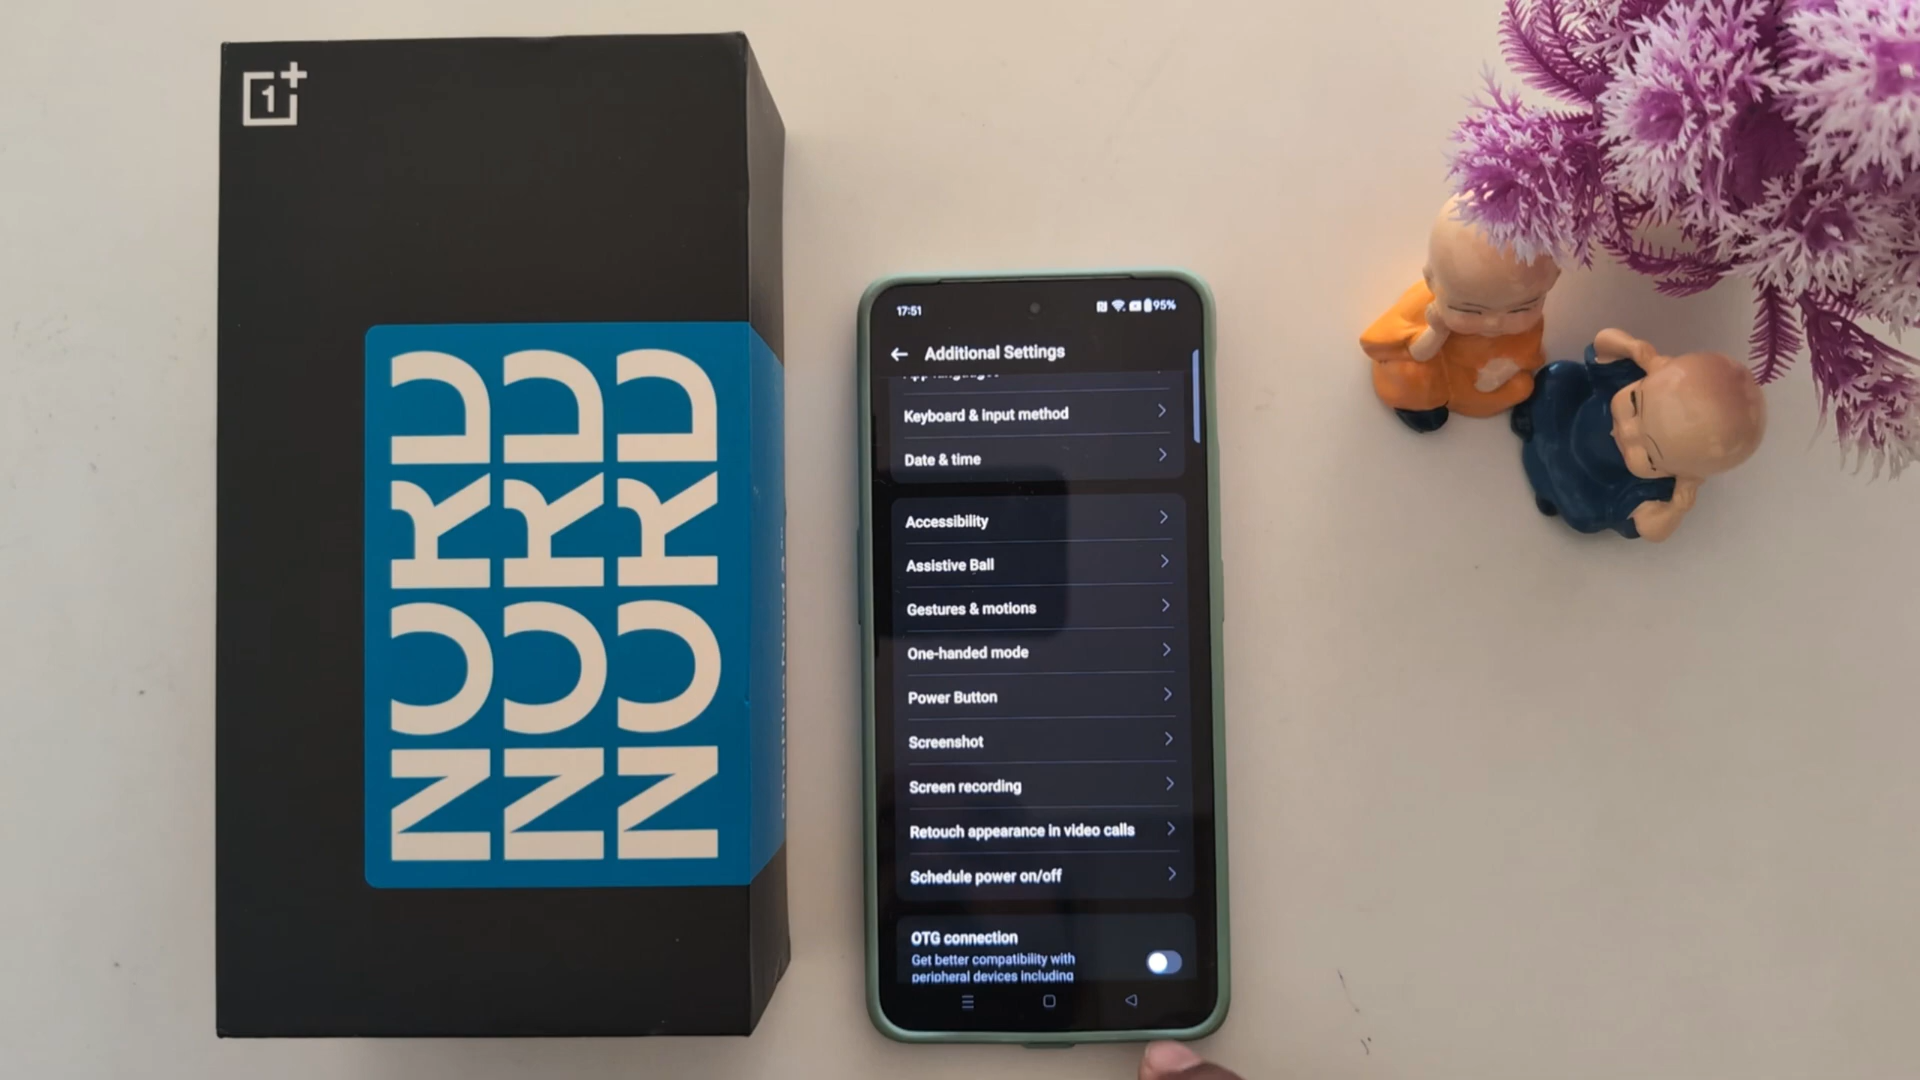 1+
NORD
NORD
NORD
17:51
95%
Additional Settings
Keyboard & input method
Date & time
Accessibility
Assistive Ball
Gestures & motions
One-handed mode
Power Button
Screenshot
Screen recording
Retouch appearance in video calls
Schedule power on/off
OTG connection
Get better compatibility with
peripheral devices including